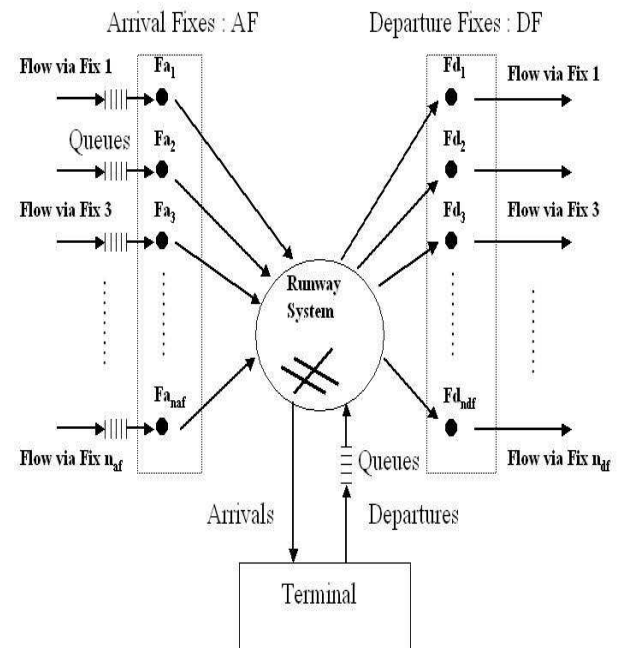 Arrival Fixes : AF
Departure Fixes : DF
Flow via Fix 1
Fa1
Fd1
Flow via Fix 1
Queues
Fa2
Fd2
Flow via Fix 3
Fa3
Fd3
Flow via Fix 3
Runway
System
Fanaf
Fdndf
Flow via Fix naf
Queues
Flow via Fix ndf
Arrivals
Departures
Terminal